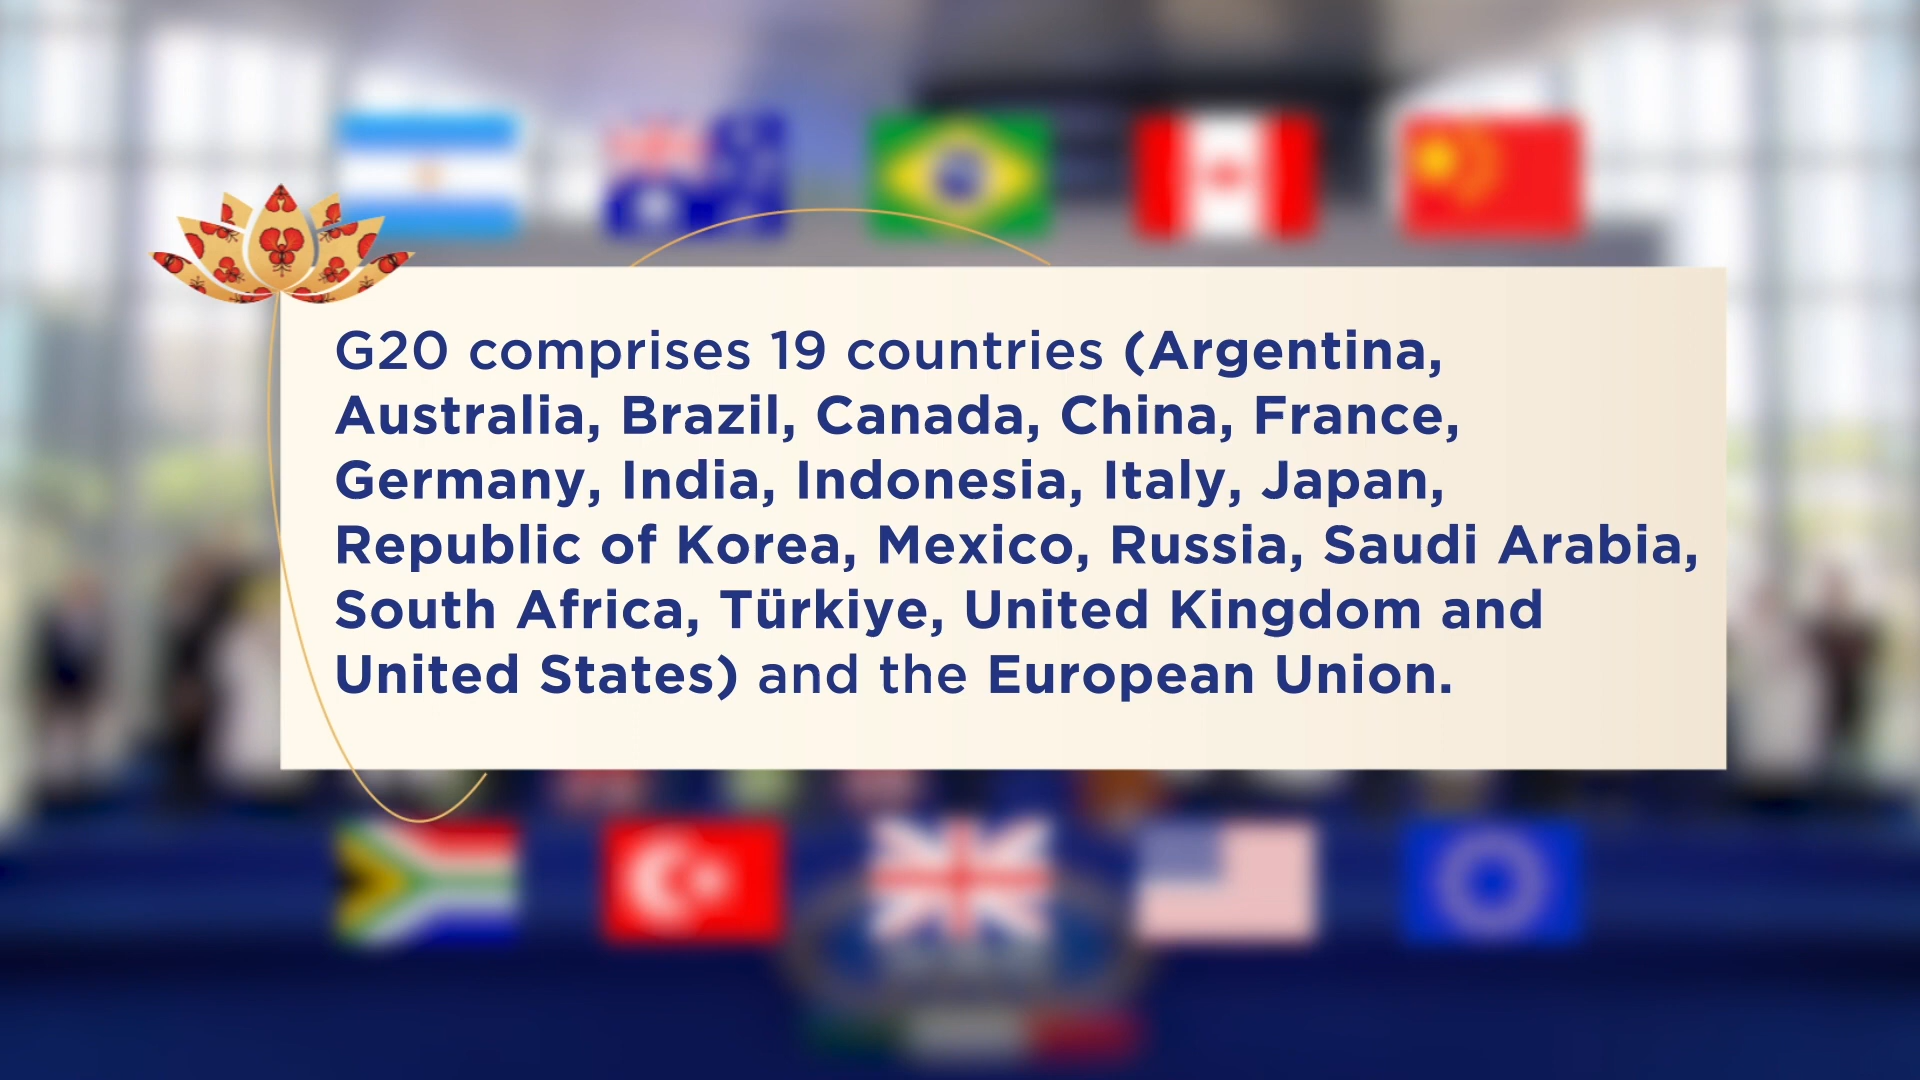 G20 comprises 19 countries (Argentina,
Australia, Brazil, Canada, China, France,
Germany, India, Indonesia, Italy, Japan,
Republic of Korea, Mexico, Russia, Saudi Arabia,
South Africa, Türkiye, United Kingdom and
United States) and the European Union.